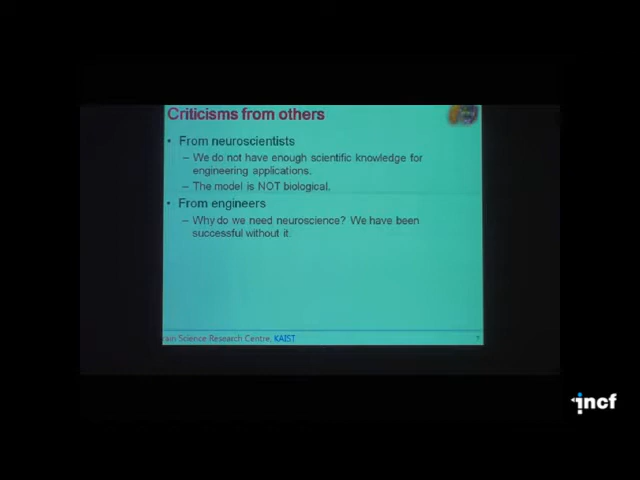 Criticisms from others
• From neuroscientists
– We do not have enough scientific knowledge for
engineering applications.
– The model is NOT biological.
• From engineers
– Why do we need neuroscience? We have been
successful without it.
rain Science Research Centre, KAIST
incf